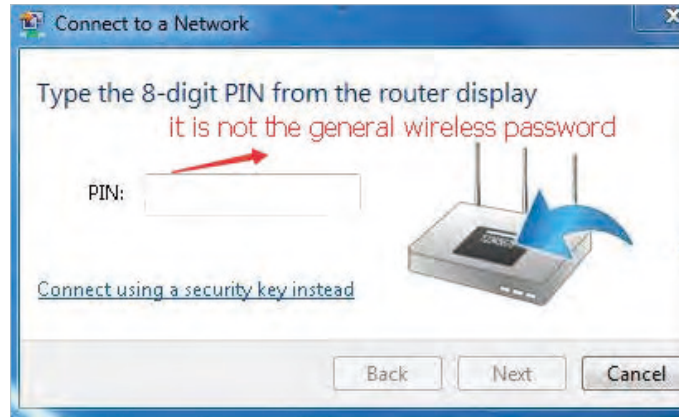 Connect to a Network
Type the 8-digit PIN from the router display
it is not the general wireless password
PIN:
Connect using a security key instead
Back
Next
Cancel